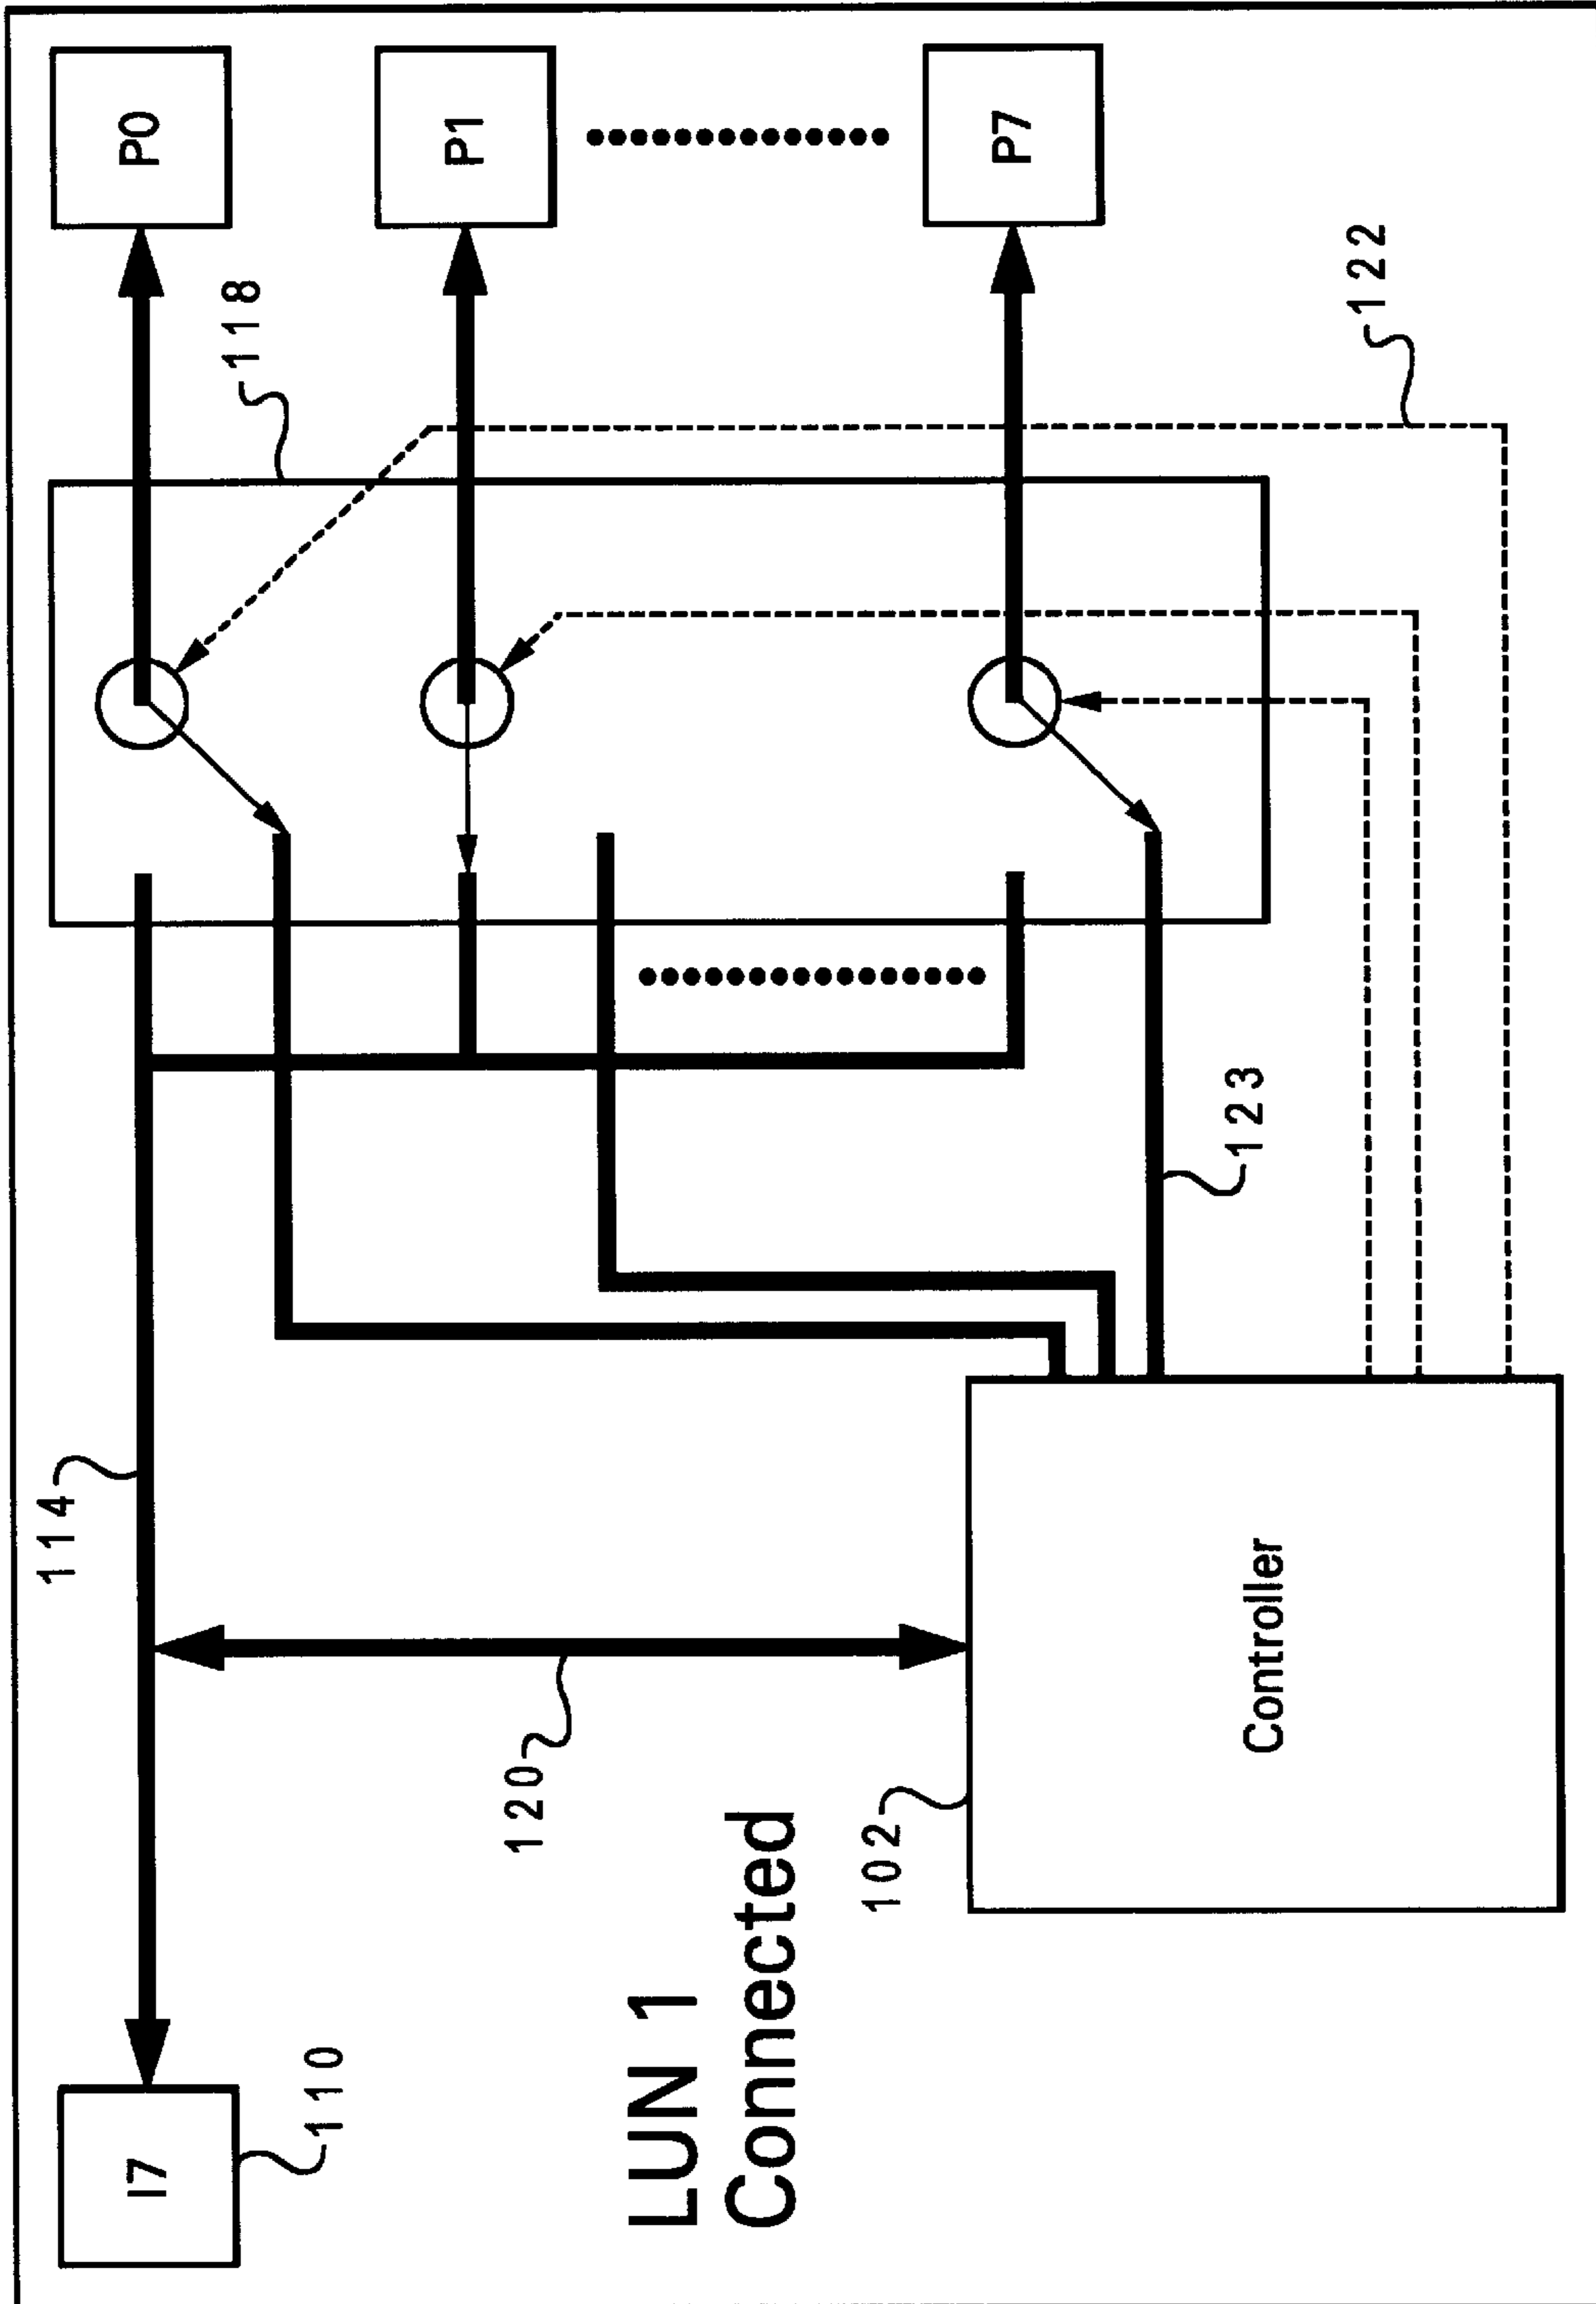 I7
110
114
LUN 1
Connected
120
102
Controller
123
118
122
P0
P1
P7